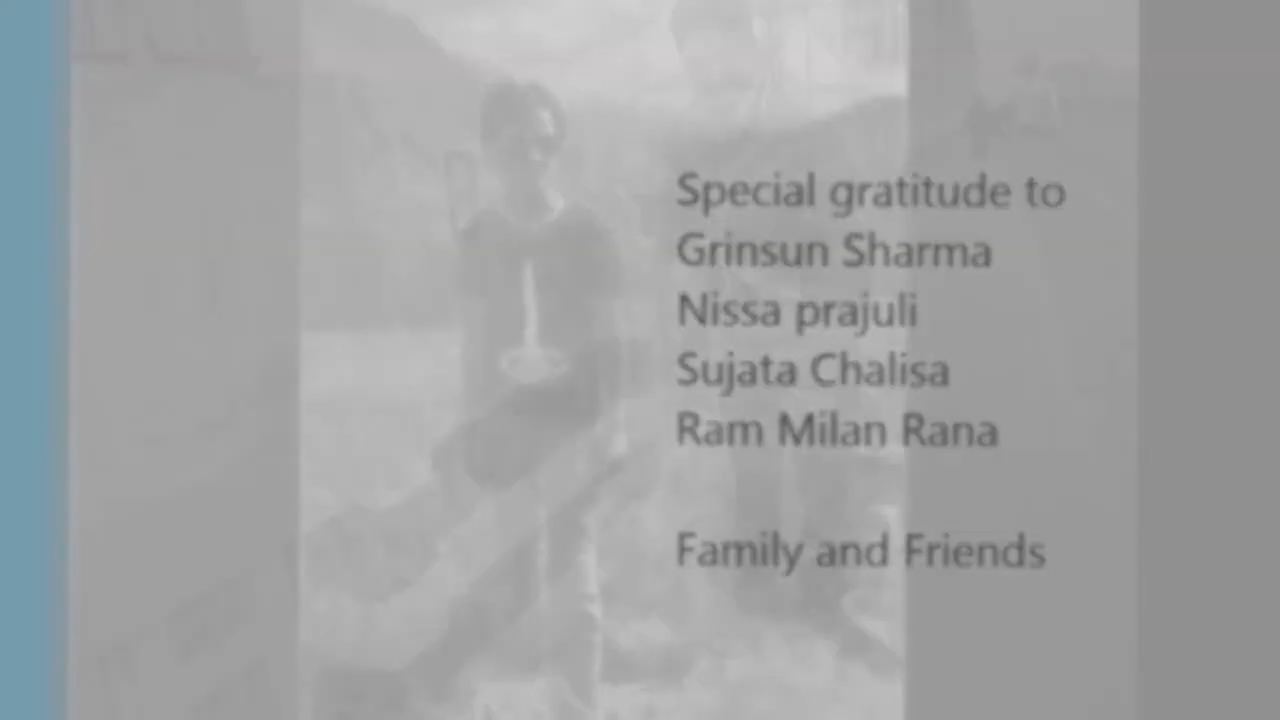 Special gratitude to
Grinsun Sharma
Nissa prajuli
Sujata Chalisa
Ram Milan Rana
Family and Friends